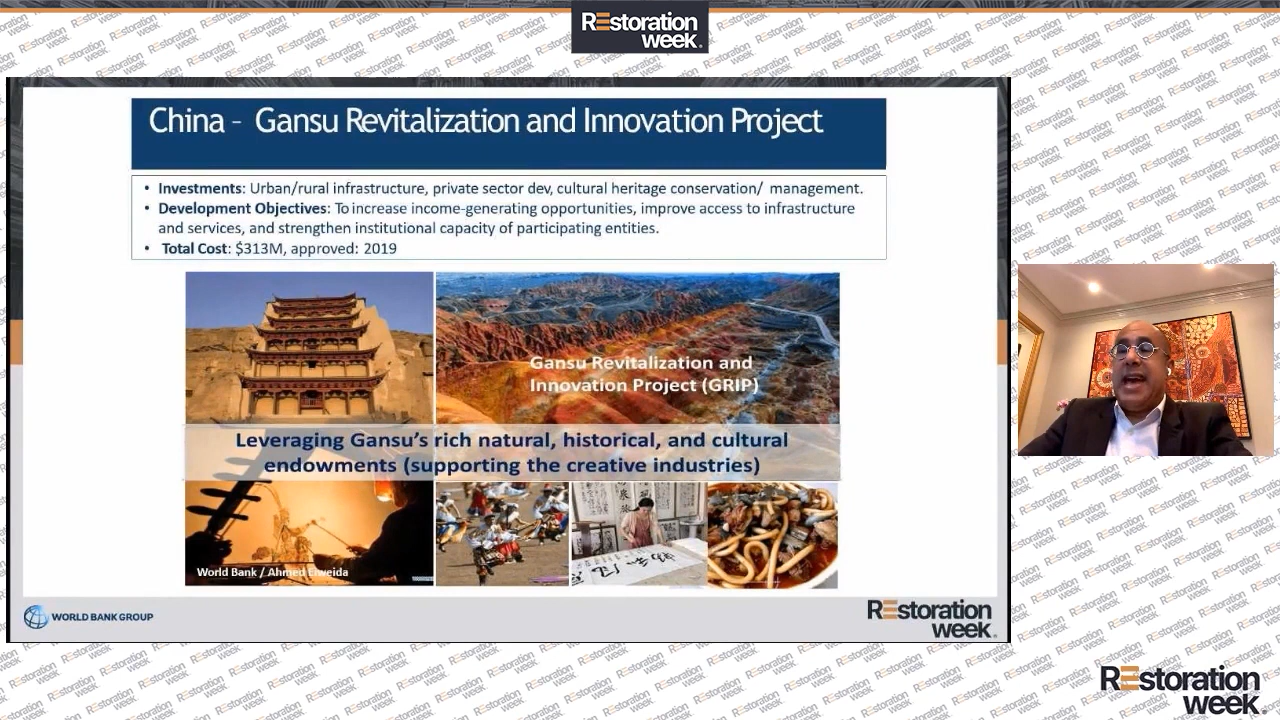 REstoration
week.
China - Gansu Revitalization and Innovation Project
• Investments: Urban/rural infrastructure, private sector dev, cultural heritage conservation/ management.
• Development Objectives: To increase income-generating opportunities, improve access to infrastructure
and services, and strengthen institutional capacity of participating entities.
• Total Cost: $313M, approved: 2019
Gansu Revitalization and
Innovation Project (GRIP)
Leveraging Gansu's rich natural, historical, and cultural
endowments (supporting the creative industries)
World Bank / Ahmed Eiweida
WORLD BANK GROUP
REstoration
week.
REstoration
week.